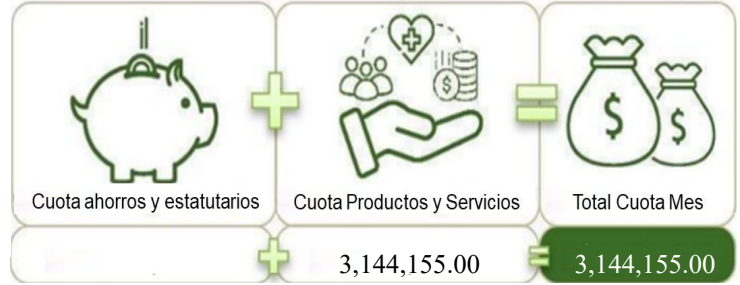 Cuota ahorros y estatutarios
Cuota Productos y Servicios
Total Cuota Mes
3,144,155.00
3,144,155.00